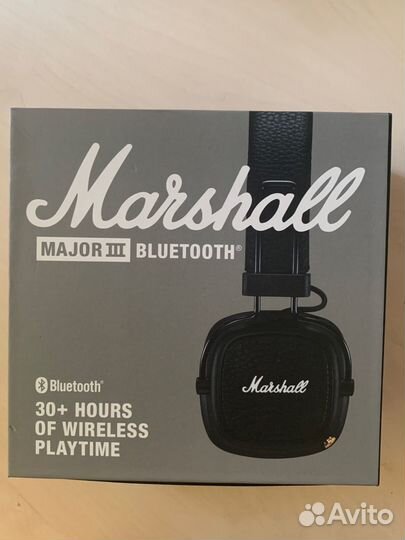 Marshall
MAJOR III BLUETOOTH®
Marshall
Bluetooth®
30+ HOURS
OF WIRELESS
PLAYTIME
Avito